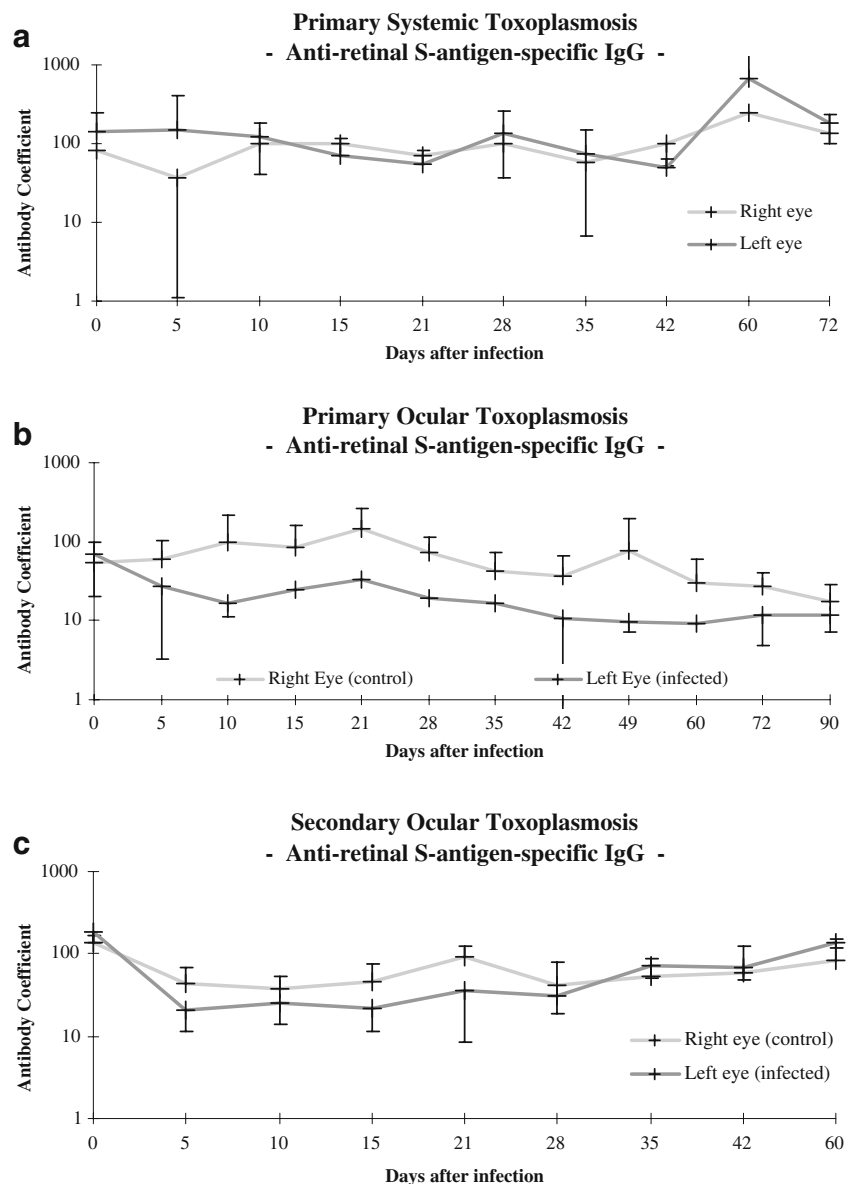 a
Primary Systemic Toxoplasmosis
- Anti-retinal S-antigen-specific IgG -
1000
100
10
1
Antibody Coefficient
Right eye
Left eye
0 5 10 15 21 28 35 42 60 72
Days after infection
b
Primary Ocular Toxoplasmosis
- Anti-retinal S-antigen-specific IgG -
1000
100
10
1
Antibody Coefficient
Right Eye (control) Left Eye (infected)
0 5 10 15 21 28 35 42 49 60 72 90
Days after infection
c
Secondary Ocular Toxoplasmosis
- Anti-retinal S-antigen-specific IgG -
1000
100
10
1
Antibody Coefficient
Right eye (control)
Left eye (infected)
0 5 10 15 21 28 35 42 60
Days after infection